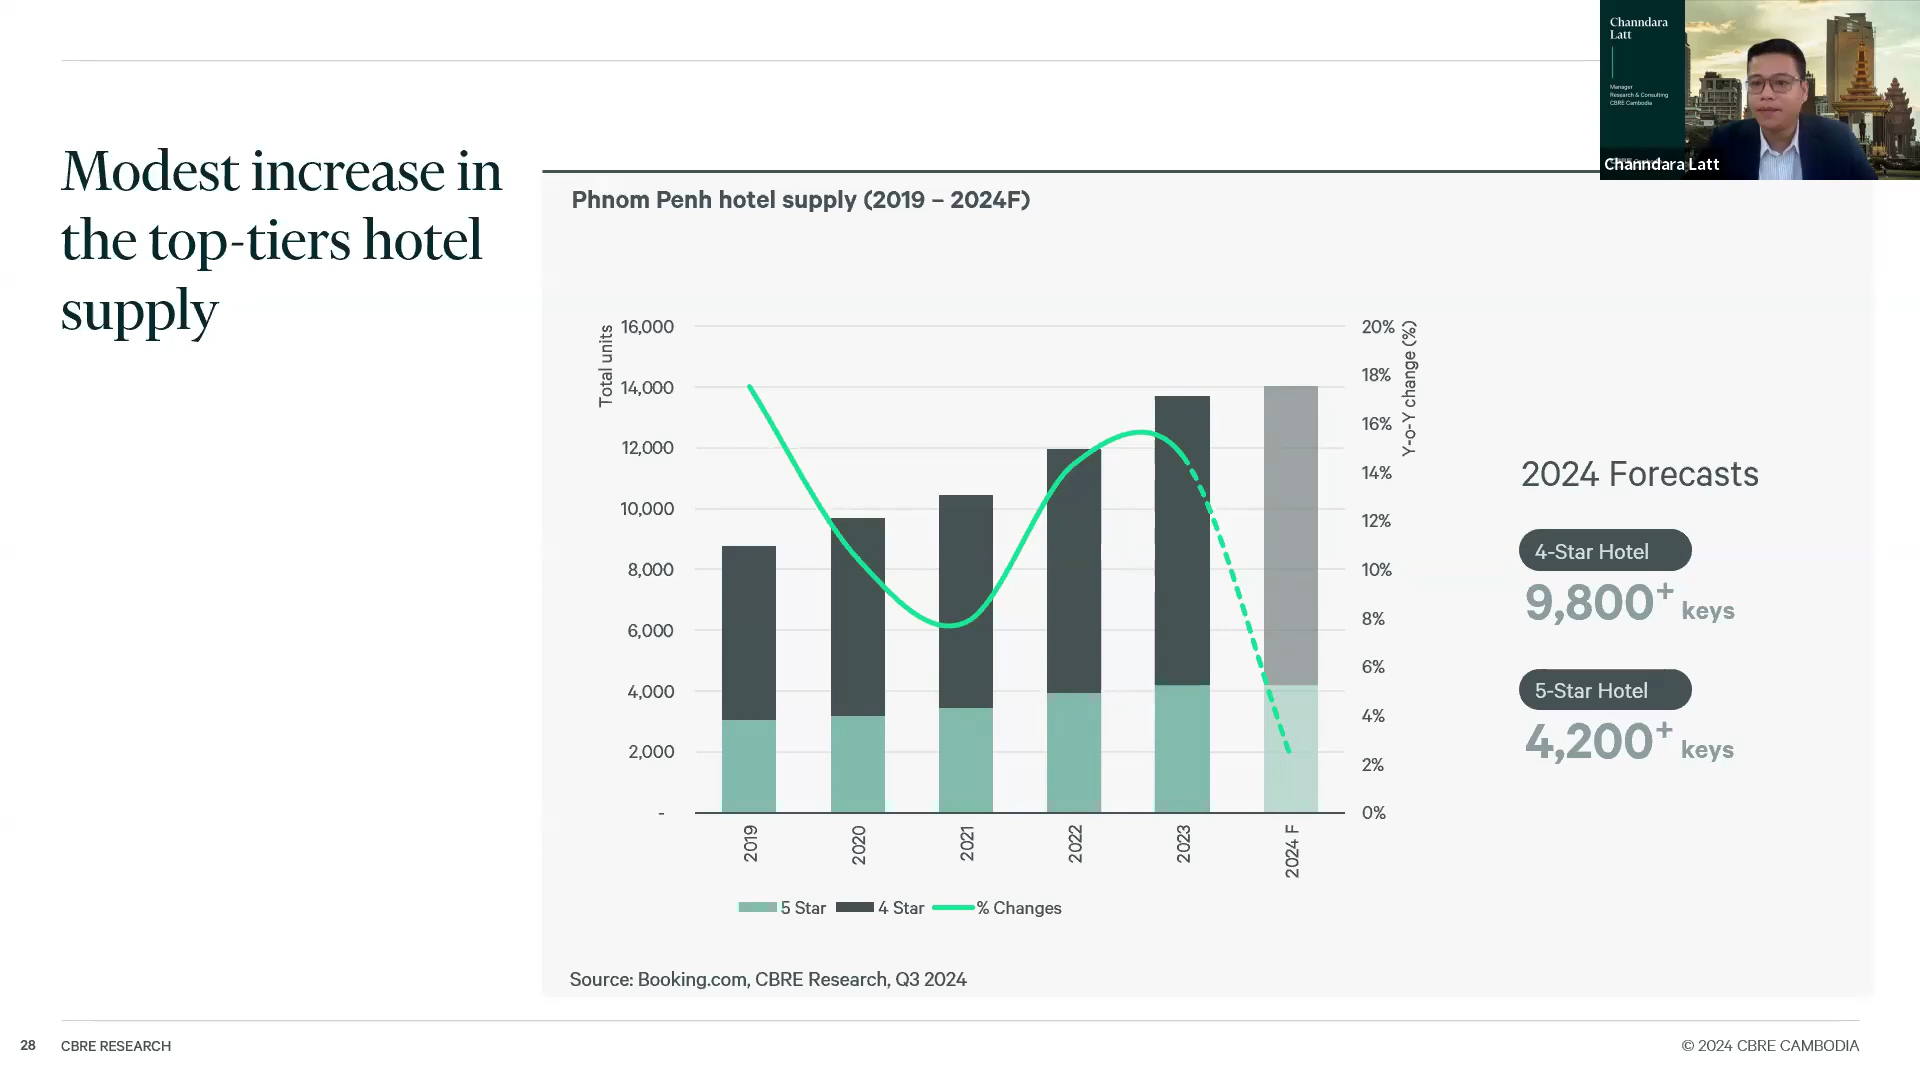 Channdara
Latt
Manager
Research & Consulting
CBRE Cambodia
Channdara Latt
Modest increase in
the top-tiers hotel
supply
Phnom Penh hotel supply (2019 – 2024F)
Total units
16,000
14,000
12,000
10,000
8,000
6,000
4,000
2,000
-
20%
18%
16%
14%
12%
10%
8%
6%
4%
2%
0%
Y-o-Y change (%)
2019
2020
2021
2022
2023
2024 F
5 Star
4 Star
% Changes
2024 Forecasts
4-Star Hotel
9,800+ keys
5-Star Hotel
4,200+ keys
Source: Booking.com, CBRE Research, Q3 2024
28
CBRE RESEARCH
© 2024 CBRE CAMBODIA